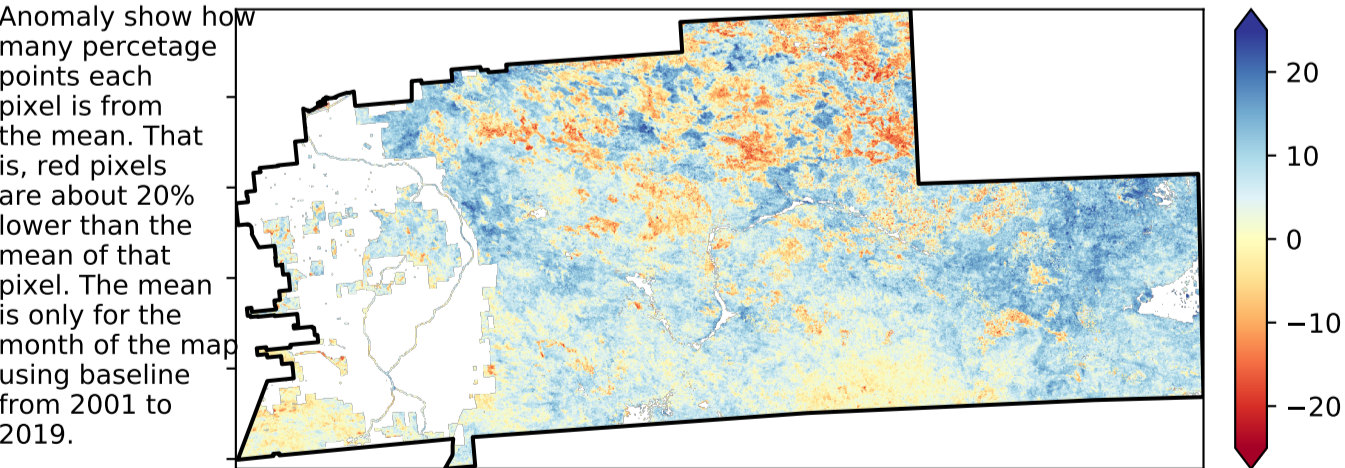 Anomaly show how
many percetage
points each
pixel is from
the mean. That
is, red pixels
are about 20%
lower than the
mean of that
pixel. The mean
is only for the
month of the map
using baseline
from 2001 to
2019.
20
10
0
−10
−20